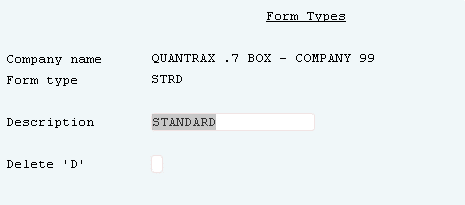 Form Types
Company name QUANTRAX .7 BOX - COMPANY 99
Form type STRD
Description STANDARD
Delete 'D'